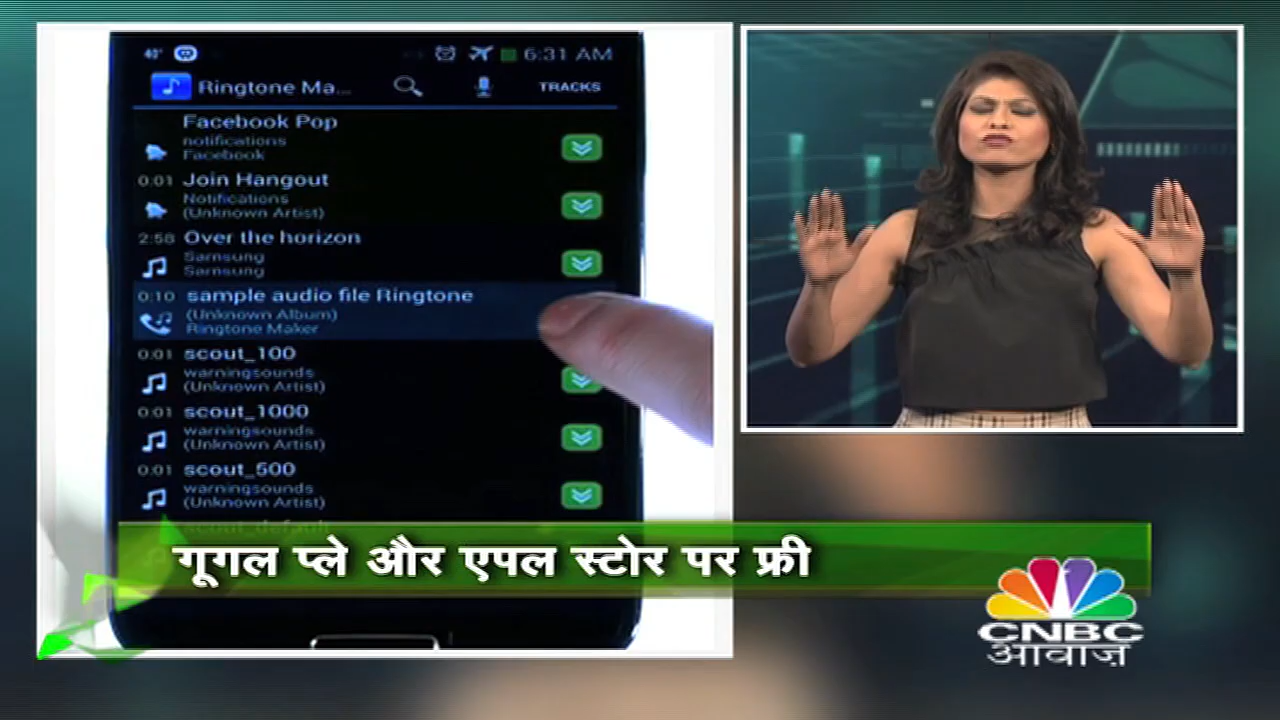 40°
6:31 AM
Ringtone Ma...
TRACKS
Facebook Pop
notifications
Facebook
0:01 Join Hangout
Notifications
(Unknown Artist)
2:58 Over the horizon
Samsung
Samsung
0:10 sample audio file Ringtone
(Unknown Album)
Ringtone Maker
0:01 scout_100
warningsounds
(Unknown Artist)
0:01 scout_1000
warningsounds
(Unknown Artist)
0:01 scout_500
warningsounds
(Unknown Artist)
scout_default
गूगल प्ले और एपल स्टोर पर फ्री
CNBC
आवाज़